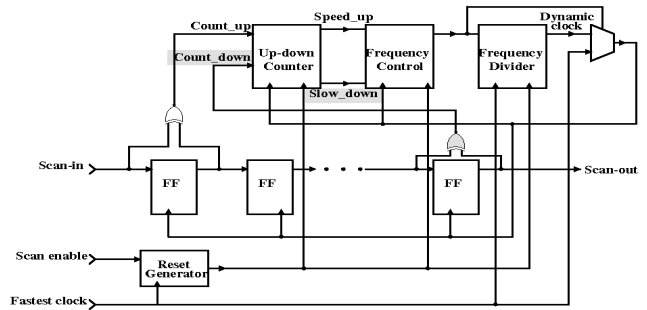 Count_up
Speed_up
Dynamic
clock
Count_down
Up-down
Counter
Frequency
Control
Frequency
Divider
Slow_down
Scan-in
FF
FF
FF
Scan-out
Scan enable
Reset
Generator
Fastest clock